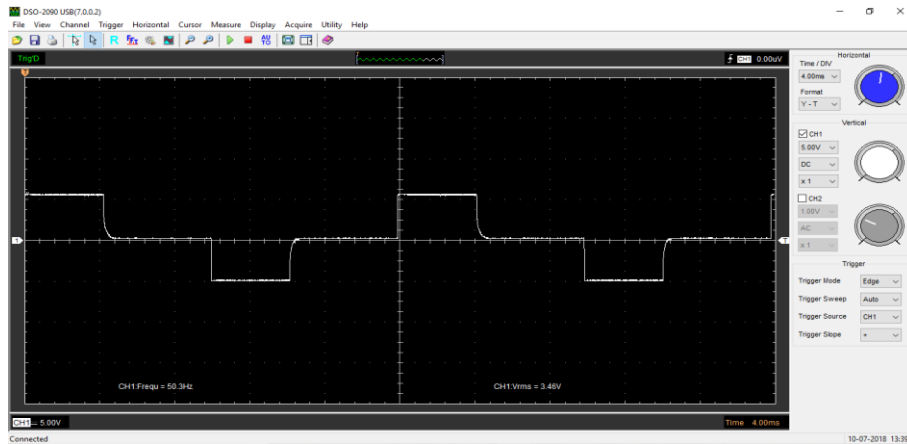 DSO-2090 USB(7.0.0.2)
File View Channel Trigger Horizontal Cursor Measure Display Acquire Utility Help
Trig'D
CH1 0.00uV
Horizontal
Time / DIV
4.00ms
Format
Y - T
Vertical
CH1
5.00V
DC
x 1
CH2
1.00V
AC
x 1
Trigger
Trigger Mode Edge
Trigger Sweep Auto
Trigger Source CH1
Trigger Slope +
T
1
T
CH1:Frequ = 50.3Hz
CH1:Vrms = 3.46V
CH1 5.00V
Time 4.00ms
Connected
10-07-2018 13:39